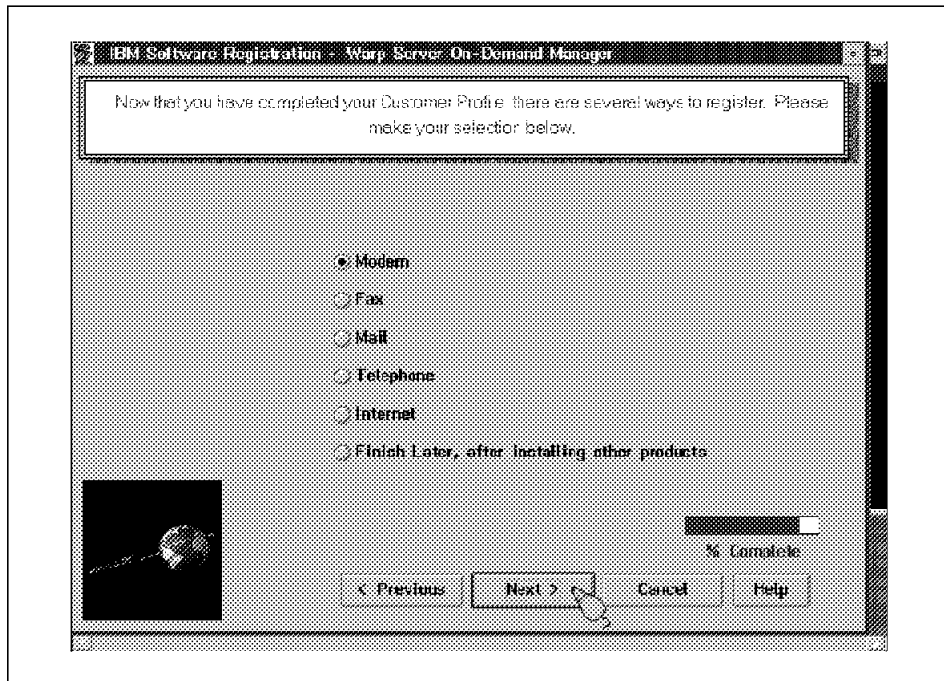 IBM Software Registration - Warp Server On-Demand Manager
Now that you have completed your Customer Profile, there are several ways to register. Please
make your selection below.
Modem
Fax
Mail
Telephone
Internet
Finish Later, after installing other products
% Complete
< Previous
Next >
Cancel
Help